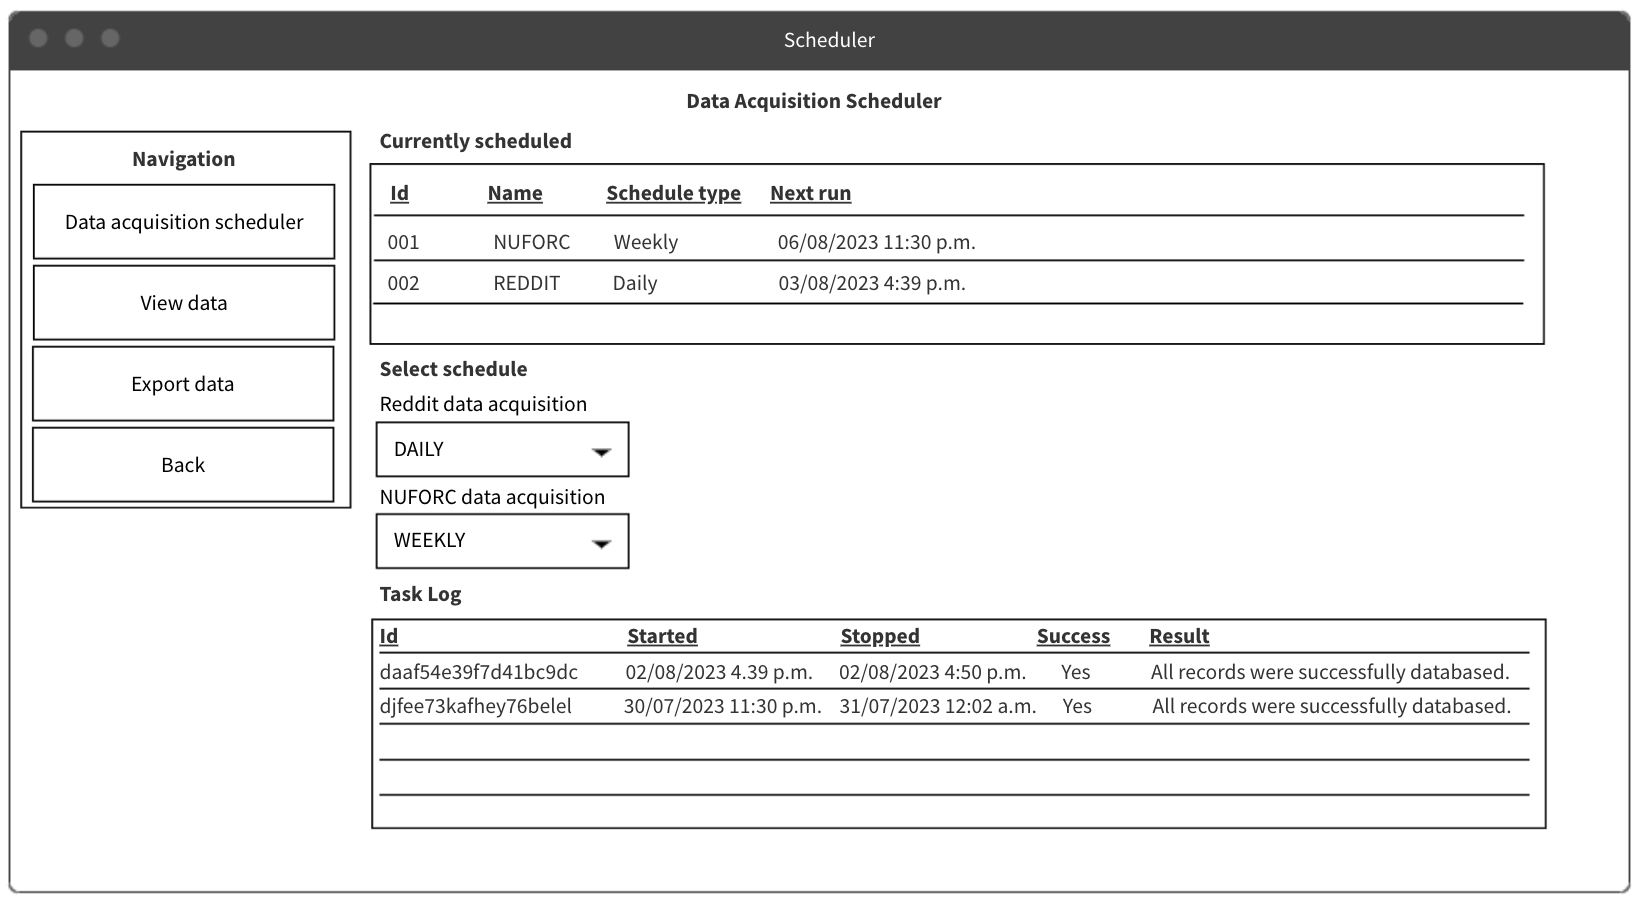 Scheduler
Data Acquisition Scheduler
Navigation
Data acquisition scheduler
View data
Export data
Back
Currently scheduled
Id Name Schedule type Next run
001 NUFORC Weekly 06/08/2023 11:30 p.m.
002 REDDIT Daily 03/08/2023 4:39 p.m.
Select schedule
Reddit data acquisition
DAILY
NUFORC data acquisition
WEEKLY
Task Log
Id Started Stopped Success Result
daaf54e39f7d41bc9dc 02/08/2023 4.39 p.m. 02/08/2023 4:50 p.m. Yes All records were successfully databased.
djfee73kafhey76belel 30/07/2023 11:30 p.m. 31/07/2023 12:02 a.m. Yes All records were successfully databased.